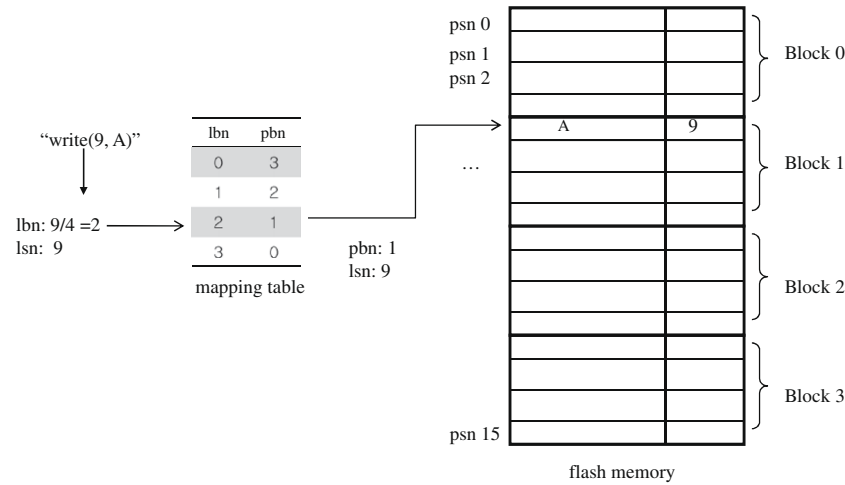 psn 0
psn 1
psn 2
Block 0
“write(9, A)”
lbn pbn
0 3
1 2
2 1
3 0
mapping table
lbn: 9/4 =2
lsn: 9
pbn: 1
lsn: 9
A 9
...
Block 1
Block 2
Block 3
psn 15
flash memory